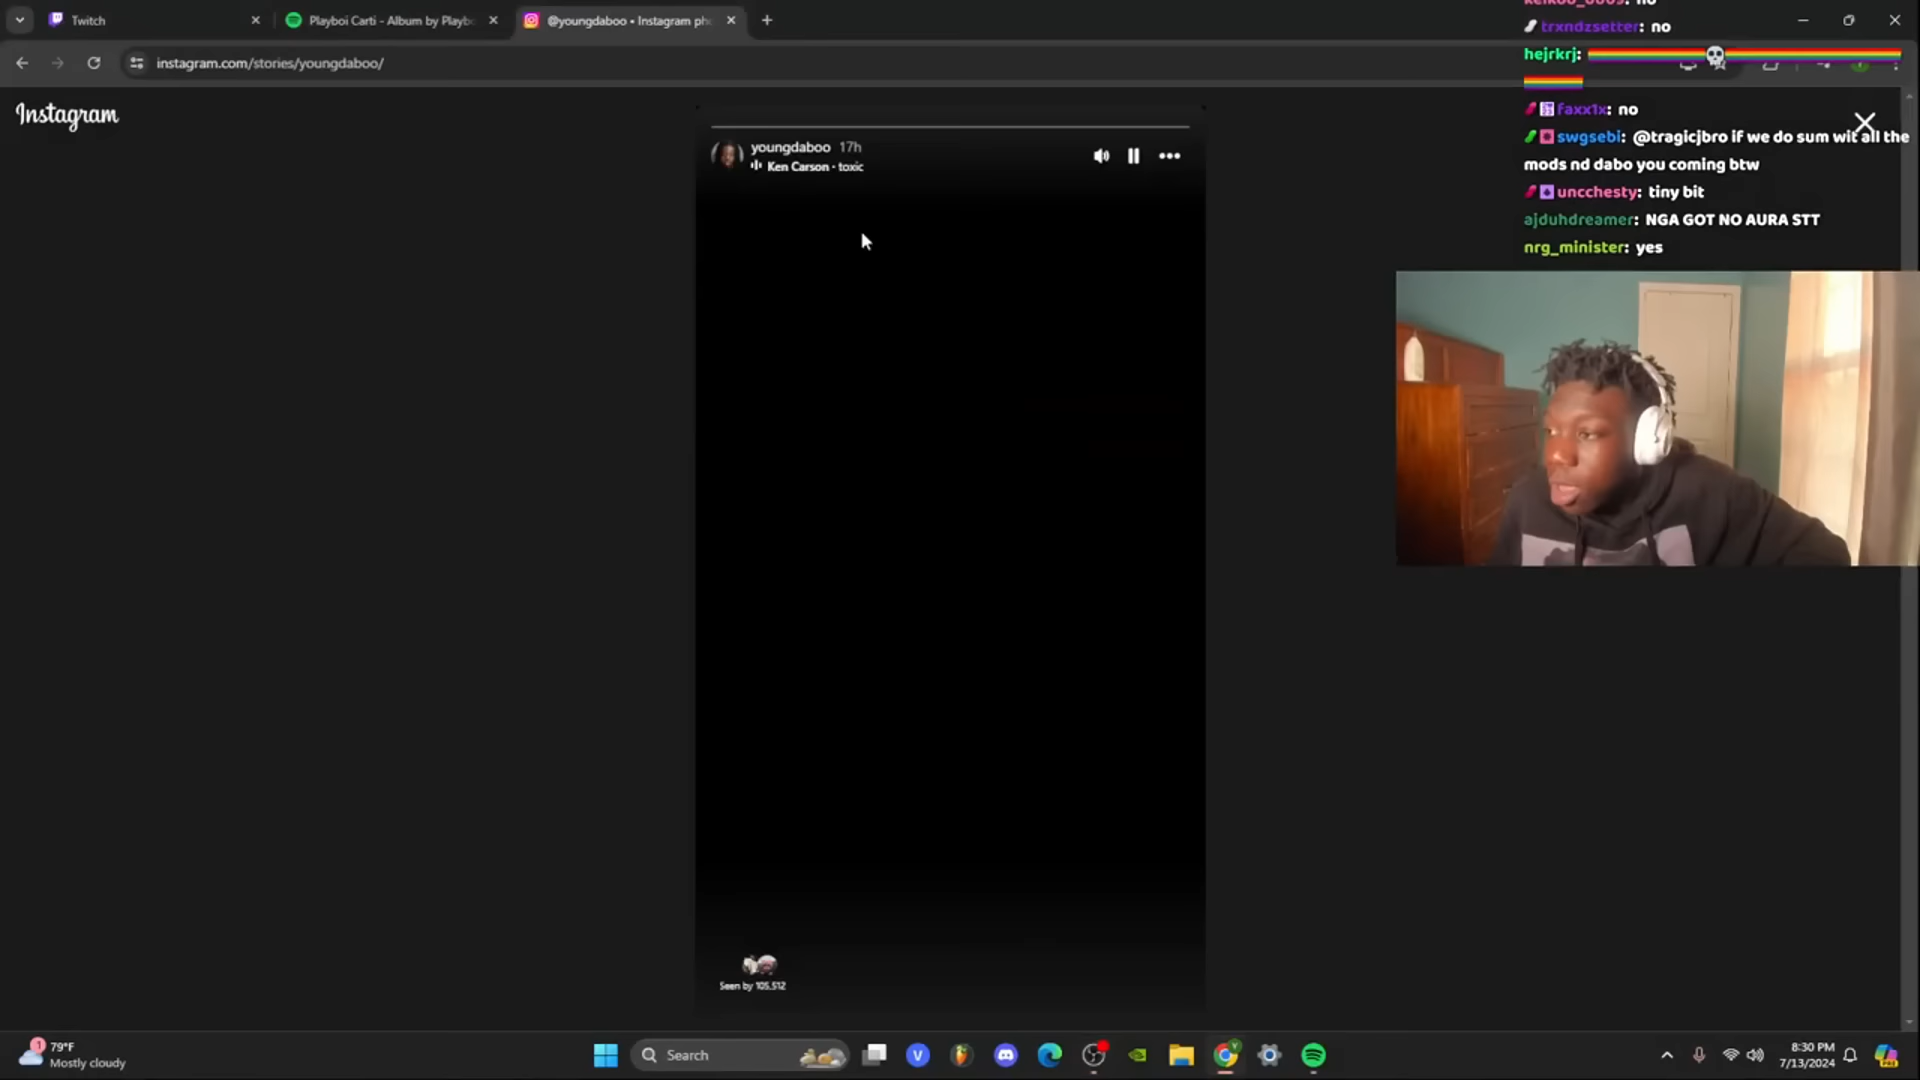 Twitch
Playboi Carti - Album by Playb
@youngdaboo • Instagram ph
instagram.com/stories/youngdaboo/
Instagram
youngdaboo 17h
Ken Carson · toxic
Seen by 105,512
trxndzsetter: no
hejrkrj:
faxx1x: no
swgsebi: @tragicjbro if we do sum wit all the
mods nd dabo you coming btw
uncchesty: tiny bit
ajduhdreamer: NGA GOT NO AURA STT
nrg_minister: yes
1
79°F
Mostly cloudy
Search
8:30 PM
7/13/2024